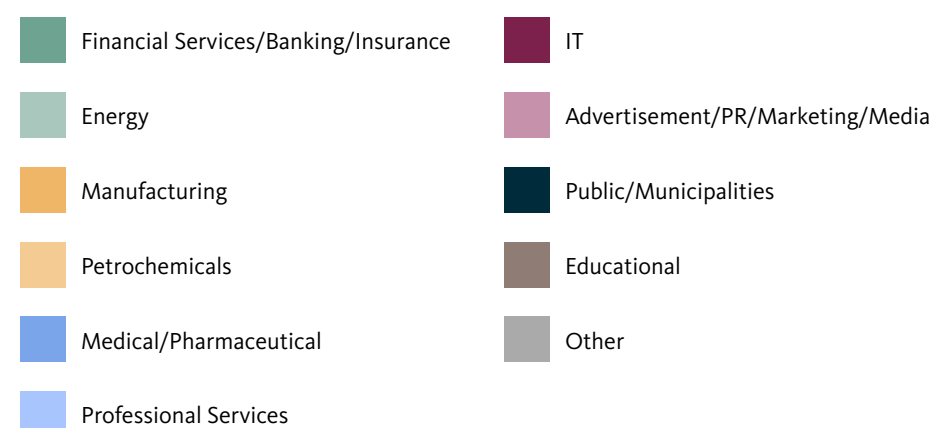 Financial Services/Banking/Insurance
Energy
Manufacturing
Petrochemicals
Medical/Pharmaceutical
Professional Services
IT
Advertisement/PR/Marketing/Media
Public/Municipalities
Educational
Other